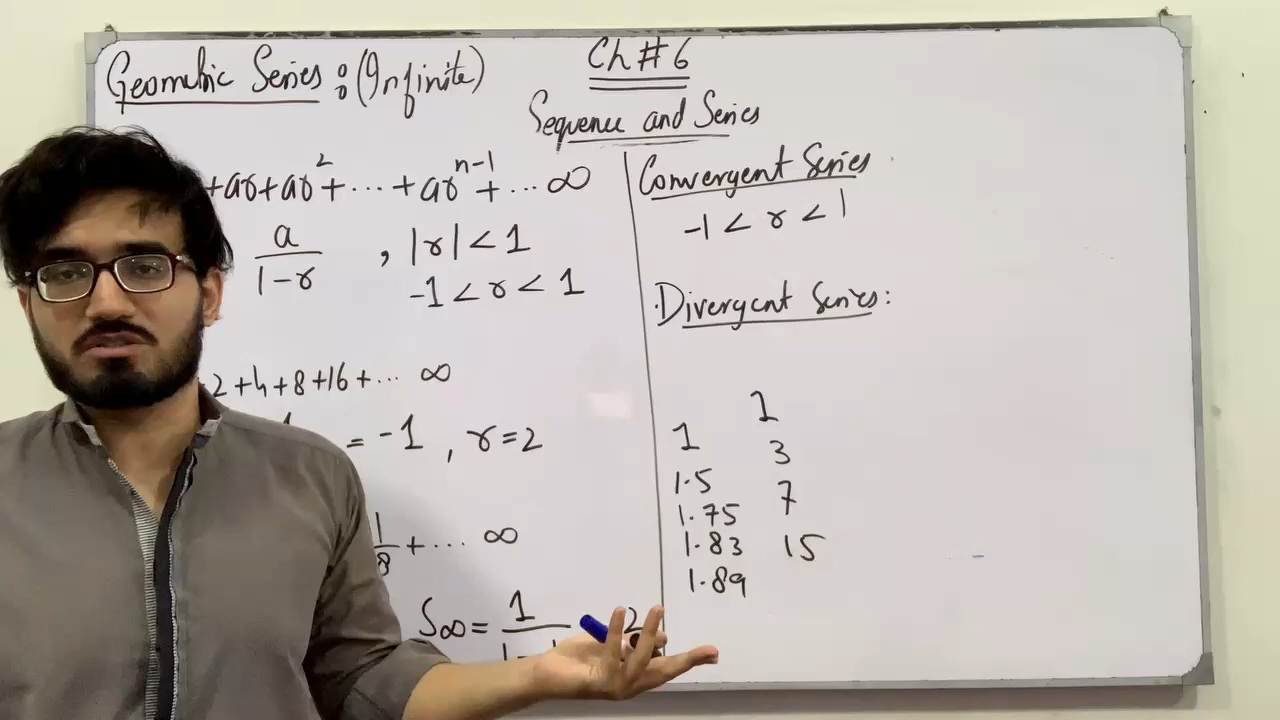 Ch # 6
Geometric Series : (Infinite)
Sequence and Series
+ar+ar²+ ... + ar^(n-1) + ... ∞
a/(1-r) , |r| < 1
-1 < r < 1
2+4+8+16+... ∞
= -1 , r=2
1/8 + ... ∞
S∞ = 1
2
Convergent Series
-1 < r < 1
Divergent Series:
1
1 3
1.5 7
1.75
1.83 15
1.89